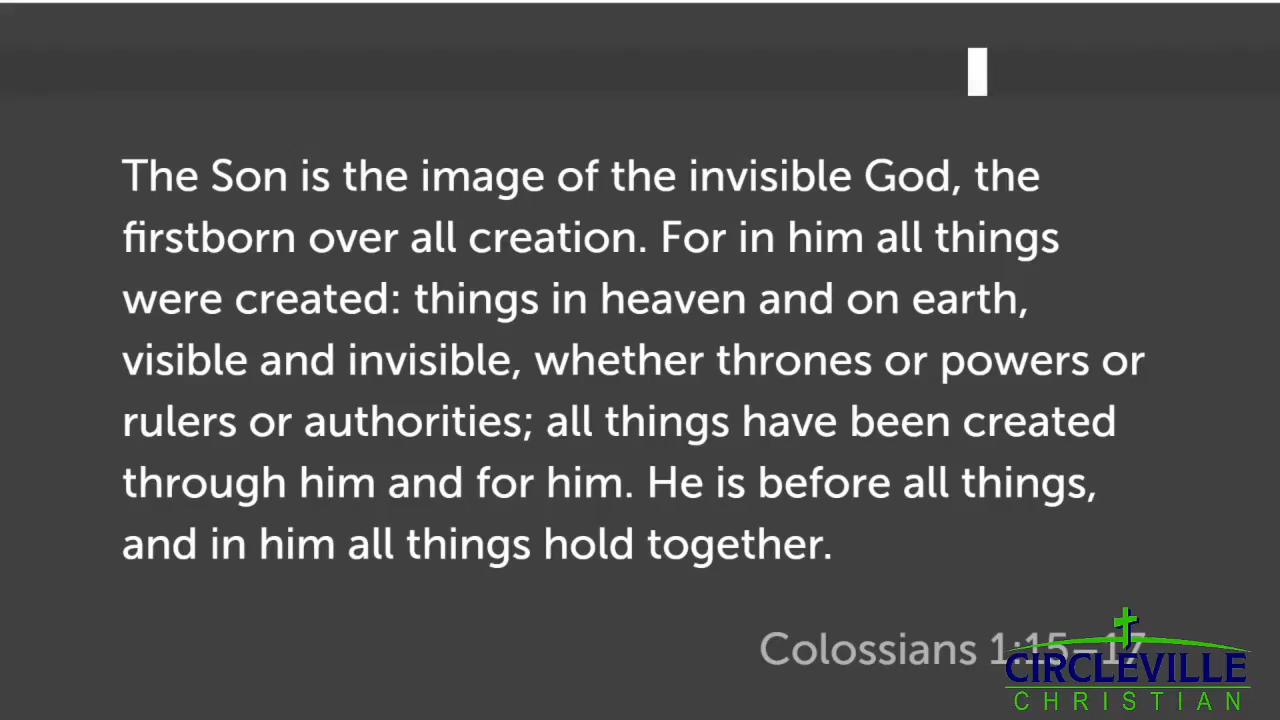 The Son is the image of the invisible God, the
firstborn over all creation. For in him all things
were created: things in heaven and on earth,
visible and invisible, whether thrones or powers or
rulers or authorities; all things have been created
through him and for him. He is before all things,
and in him all things hold together.
Colossians 1:15–17
CIRCLEVILLE
CHRISTIAN